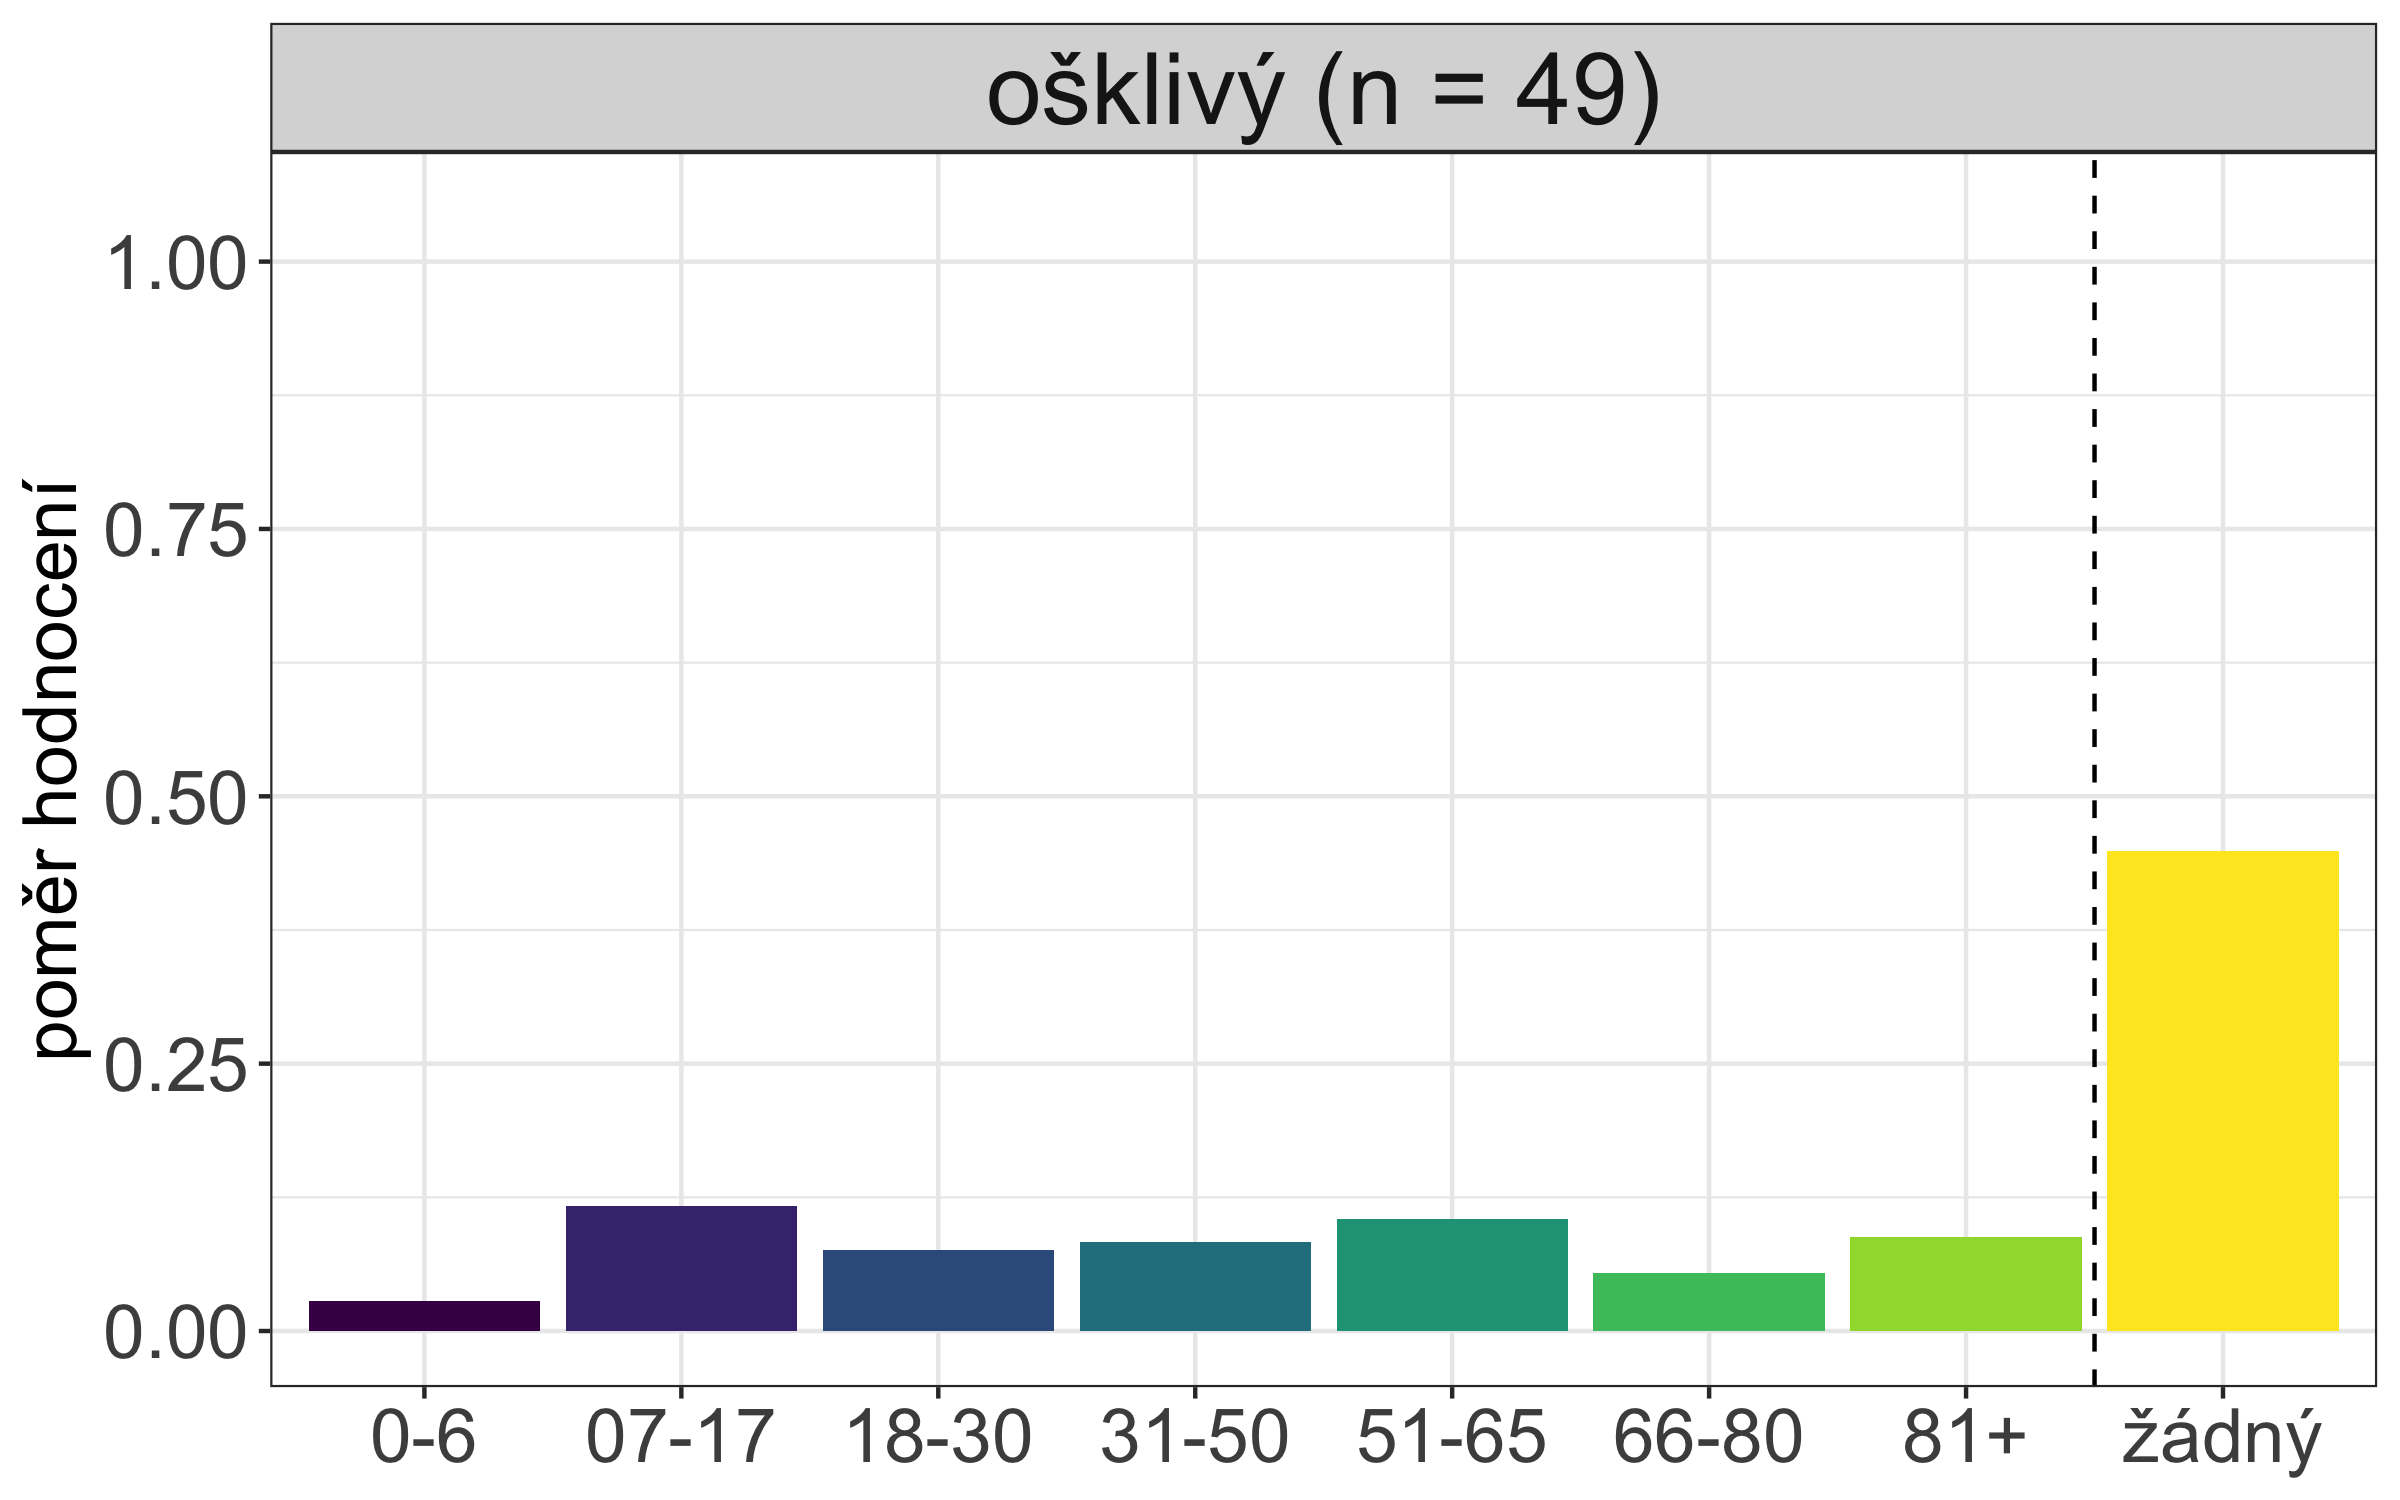 ošklivý (n = 49)
poměr hodnocení
1.00
0.75
0.50
0.25
0.00
0-6 07-17 18-30 31-50 51-65 66-80 81+ žádný